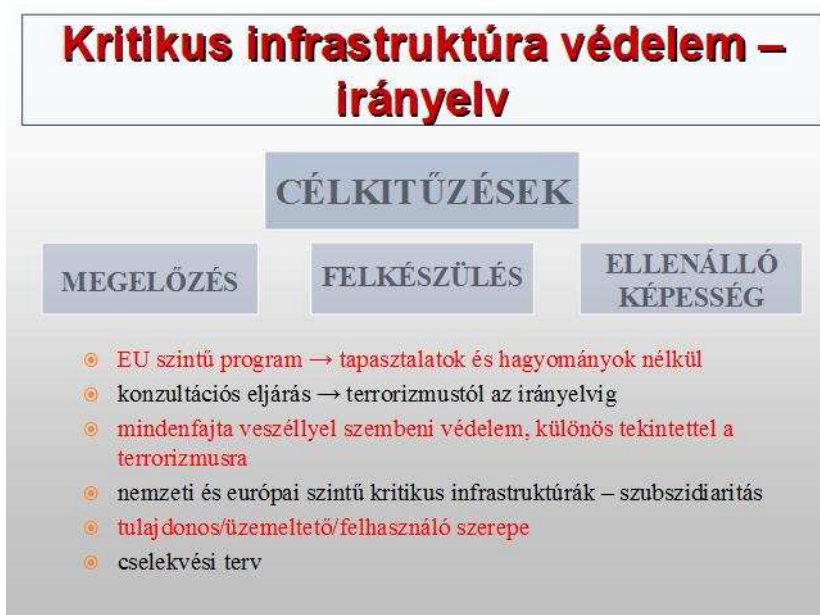 Kritikus infrastruktúra védelem –
irányelv
CÉLKITŰZÉSEK
MEGELŐZÉS
FELKÉSZÜLÉS
ELLENÁLLÓ
KÉPESSÉG
EU szintű program → tapasztalatok és hagyományok nélkül
konzultációs eljárás → terrorizmustól az irányelvig
mindenfajta veszéllyel szembeni védelem, különös tekintettel a
terrorizmusra
nemzeti és európai szintű kritikus infrastruktúrák – szubszidiaritás
tulajdonos/üzemeltető/felhasználó szerepe
cselekvési terv